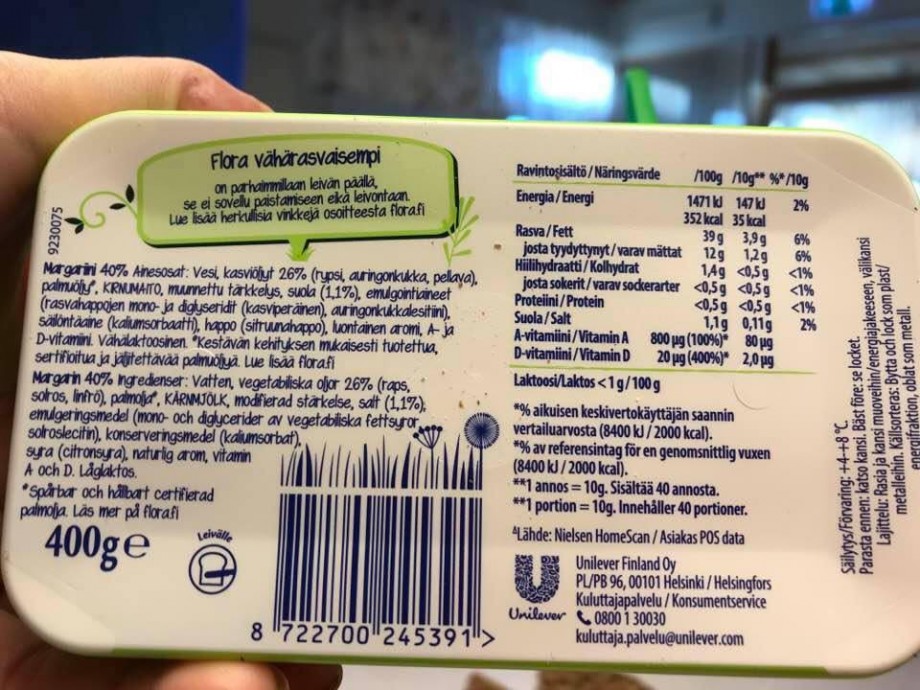 Flora vähärasvaisempi
on parhaimmillaan leivän päällä,
se ei sovellu paistamiseen eikä leivontaan.
Lue lisää herkullisia vinkkejä osoitteesta flora.fi
9230075
Margariini 40% Ainesosat: Vesi, kasviöljyt 26% (rypsi, auringonkukka, pellava),
palmuöljy°, KIRNUMAITO, muunnettu tärkkelys, suola (1,1%), emulgointiaineet
(rasvahappojen mono- ja diglyseridit (kasviperäinen), auringonkukkalesitiini),
säilöntäaine (kaliumsorbaatti), happo (sitruunahappo), luontainen aromi, A- ja
D-vitamiini. Vähälaktoosinen. °Kestävän kehityksen mukaisesti tuotettua,
sertifioitua ja jäljitettävää palmuöljyä. Lue lisää flora.fi
Margarin 40% Ingredienser: Vatten, vegetabiliska oljor 26% (raps,
solros, linfrö), palmolja°, KÄRNMJÖLK, modifierad stärkelse, salt (1,1%),
emulgeringsmedel (mono- och diglycerider av vegetabiliska fettsyror,
solroslecitin), konserveringsmedel (kaliumsorbat),
syra (citronsyra), naturlig arom, vitamin
A och D. Låglaktos.
°Spårbar och hållbart certifierad
palmolja. Läs mer på flora.fi
400g e
Leivälle
8 722700 245391 >
Ravintosisältö / Näringsvärde /100g /10g** %*/10g
Energia / Energi 1471 kJ 147 kJ 2%
352 kcal 35 kcal
Rasva / Fett 39 g 3,9 g 6%
josta tyydyttynyt / varav mättat 12 g 1,2 g 6%
Hiilihydraatti / Kolhydrat 1,4 g <0,5 g <1%
josta sokerit / varav sockerarter <0,5 g <0,5 g <1%
Proteiini / Protein <0,5 g <0,5 g <1%
Suola / Salt 1,1 g 0,11 g 2%
A-vitamiini / Vitamin A 800 µg (100%)* 80 µg
D-vitamiini / Vitamin D 20 µg (400%)* 2,0 µg
Laktoosi/Laktos < 1 g / 100 g
*% aikuisen keskivertokäyttäjän saannin
vertailuarvosta (8400 kJ / 2000 kcal).
*% av referensintag för en genomsnittlig vuxen
(8400 kJ / 2000 kcal).
**1 annos = 10g. Sisältää 40 annosta.
**1 portion = 10g. Innehåller 40 portioner.
Lähde: Nielsen HomeScan / Asiakas POS data
Unilever
Unilever Finland Oy
PL/PB 96, 00101 Helsinki / Helsingfors
Kuluttajapalvelu / Konsumentservice
0800 1 30030
kuluttaja.palvelu@unilever.com
Säilytys/Förvaring: +4-+8 °C
Parasta ennen: katso kansi. Bäst före: se locket.
Lajittelu: Rasia ja kansi muoveihin/energiajakeeseen, välikansi
metalleihin. Källsorteras: Bytta och lock som plast/
energifraktion, oblat som metall.